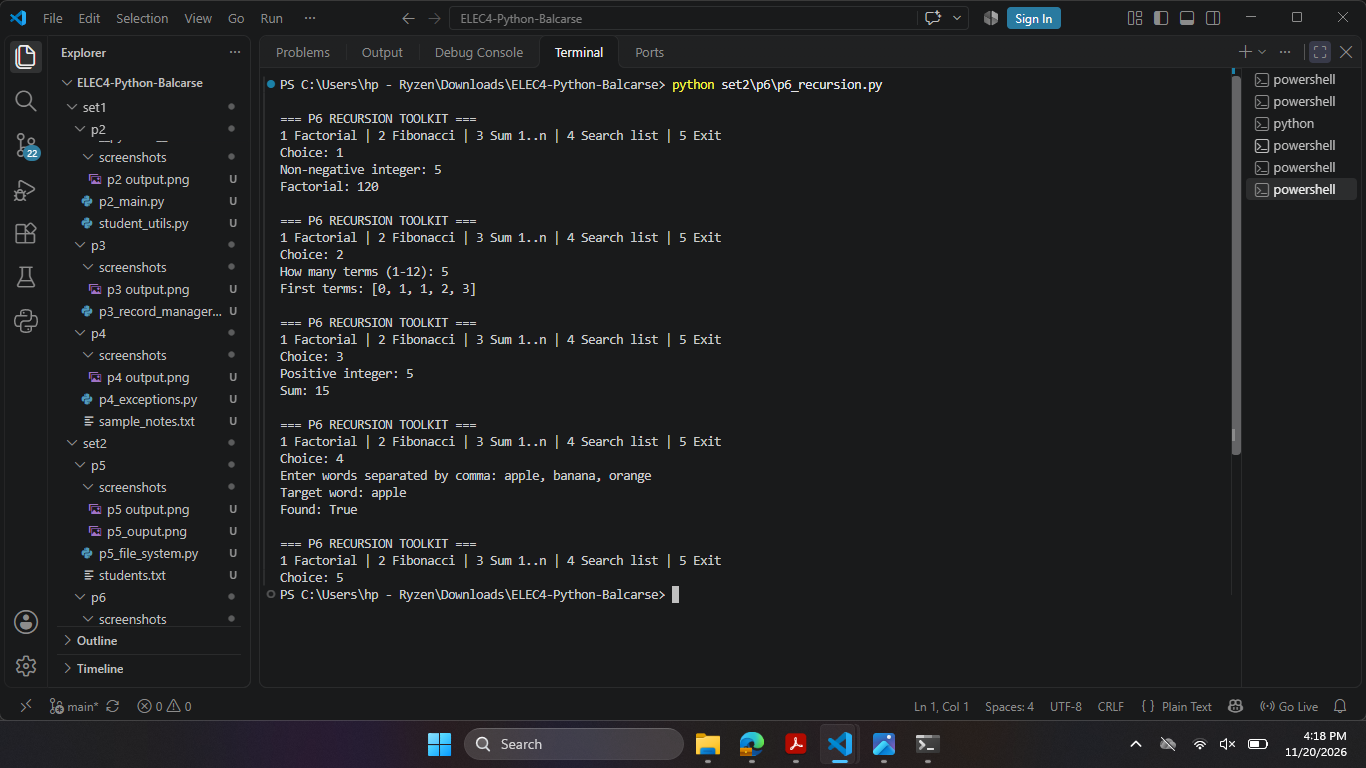 File Edit Selection View Go Run ···
ELEC4-Python-Balcarse
Sign In
Explorer ···
ELEC4-Python-Balcarse
set1
p2
screenshots
p2 output.png U
p2_main.py U
student_utils.py U
p3
screenshots
p3 output.png U
p3_record_manager... U
p4
screenshots
p4 output.png U
p4_exceptions.py U
sample_notes.txt U
set2
p5
screenshots
p5 output.png U
p5_ouput.png U
p5_file_system.py U
students.txt U
p6
screenshots
Outline
Timeline
22
Problems Output Debug Console Terminal Ports
PS C:\Users\hp - Ryzen\Downloads\ELEC4-Python-Balcarse> python set2\p6\p6_recursion.py
=== P6 RECURSION TOOLKIT ===
1 Factorial | 2 Fibonacci | 3 Sum 1..n | 4 Search list | 5 Exit
Choice: 1
Non-negative integer: 5
Factorial: 120
=== P6 RECURSION TOOLKIT ===
1 Factorial | 2 Fibonacci | 3 Sum 1..n | 4 Search list | 5 Exit
Choice: 2
How many terms (1-12): 5
First terms: [0, 1, 1, 2, 3]
=== P6 RECURSION TOOLKIT ===
1 Factorial | 2 Fibonacci | 3 Sum 1..n | 4 Search list | 5 Exit
Choice: 3
Positive integer: 5
Sum: 15
=== P6 RECURSION TOOLKIT ===
1 Factorial | 2 Fibonacci | 3 Sum 1..n | 4 Search list | 5 Exit
Choice: 4
Enter words separated by comma: apple, banana, orange
Target word: apple
Found: True
=== P6 RECURSION TOOLKIT ===
1 Factorial | 2 Fibonacci | 3 Sum 1..n | 4 Search list | 5 Exit
Choice: 5
PS C:\Users\hp - Ryzen\Downloads\ELEC4-Python-Balcarse>
powershell
powershell
python
powershell
powershell
powershell
main* 0 0
Ln 1, Col 1 Spaces: 4 UTF-8 CRLF { } Plain Text Go Live
Search
4:18 PM
11/20/2026